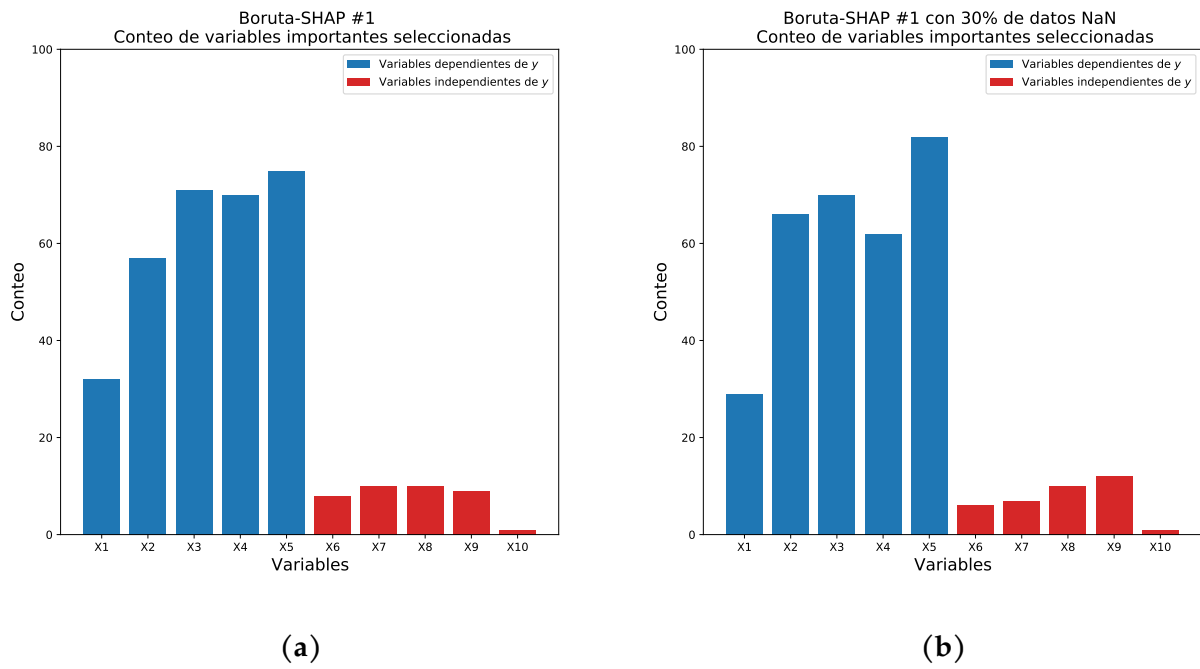 Boruta-SHAP #1
Conteo de variables importantes seleccionadas
Variables dependientes de y
Variables independientes de y
100
80
60
40
20
0
Conteo
X1 X2 X3 X4 X5 X6 X7 X8 X9 X10
Variables
(a)
Boruta-SHAP #1 con 30% de datos NaN
Conteo de variables importantes seleccionadas
Variables dependientes de y
Variables independientes de y
100
80
60
40
20
0
Conteo
X1 X2 X3 X4 X5 X6 X7 X8 X9 X10
Variables
(b)